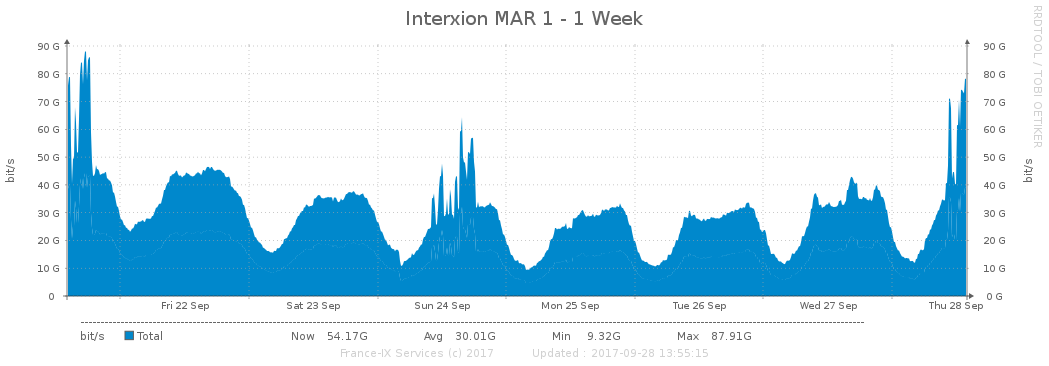 Interxion MAR 1 - 1 Week
RRDTOOL / TOBI OETIKER
bit/s
90 G 90 G
80 G 80 G
70 G 70 G
60 G 60 G
50 G 50 G
40 G 40 G
30 G 30 G
20 G 20 G
10 G 10 G
0 0 G
bit/s
Fri 22 Sep Sat 23 Sep Sun 24 Sep Mon 25 Sep Tue 26 Sep Wed 27 Sep Thu 28 Sep
bit/s Total Now 54.17G Avg 30.01G Min 9.32G Max 87.91G
France-IX Services (c) 2017 Updated : 2017-09-28 13:55:15